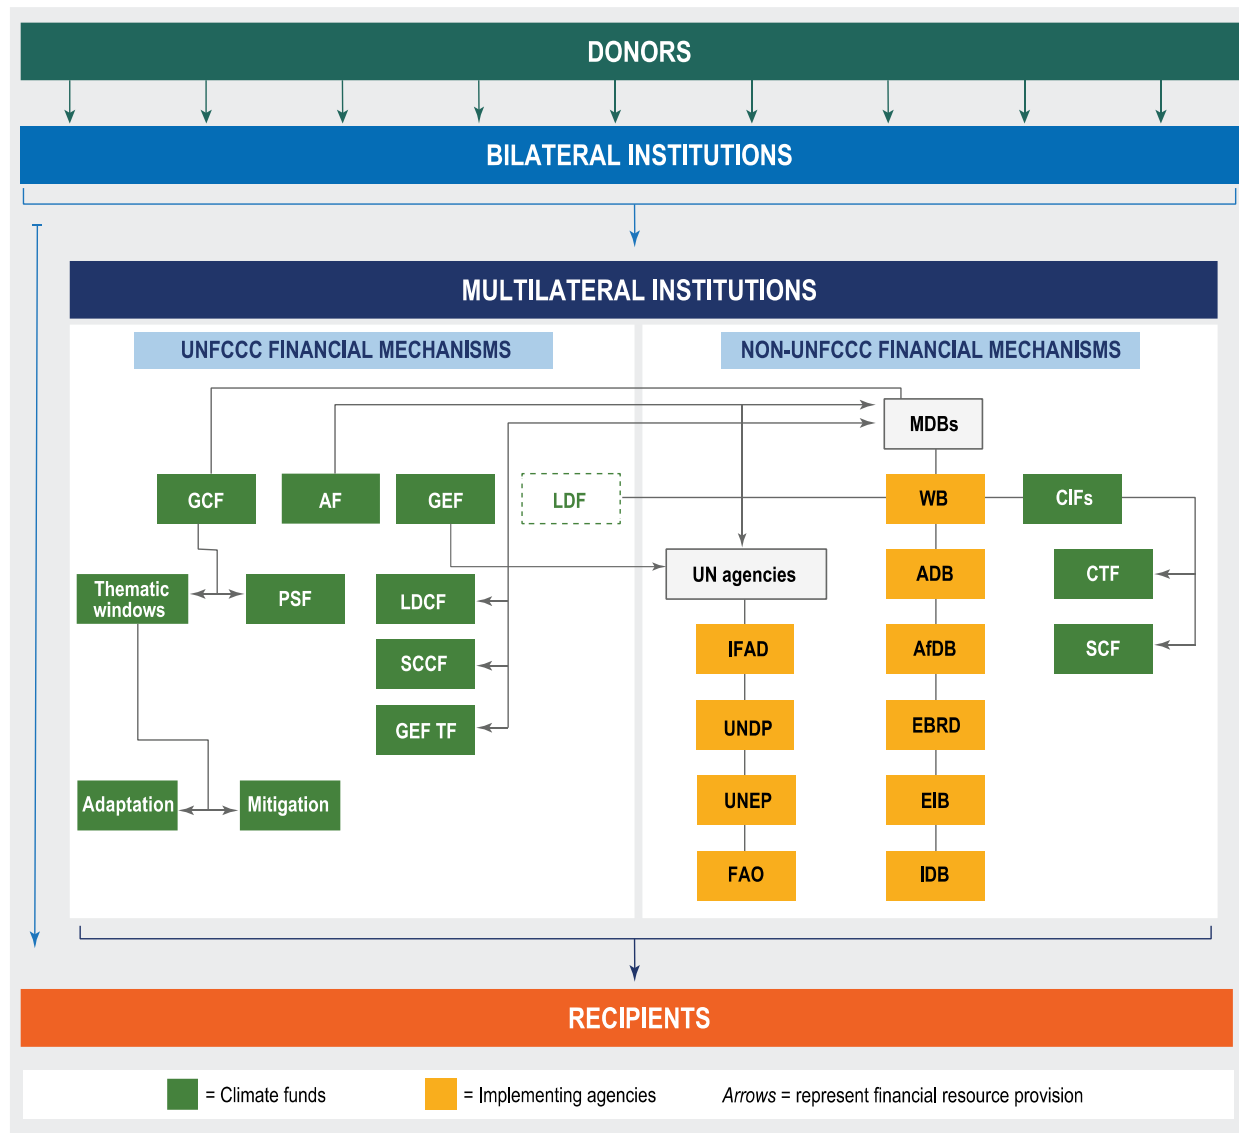 DONORS
BILATERAL INSTITUTIONS
MULTILATERAL INSTITUTIONS
UNFCCC FINANCIAL MECHANISMS
NON-UNFCCC FINANCIAL MECHANISMS
MDBs
GCF
AF
GEF
LDF
WB
CIFs
UN agencies
ADB
CTF
Thematic
windows
PSF
LDCF
IFAD
AfDB
SCF
SCCF
GEF TF
UNDP
EBRD
Adaptation
Mitigation
UNEP
EIB
FAO
IDB
RECIPIENTS
= Climate funds
= Implementing agencies
Arrows = represent financial resource provision